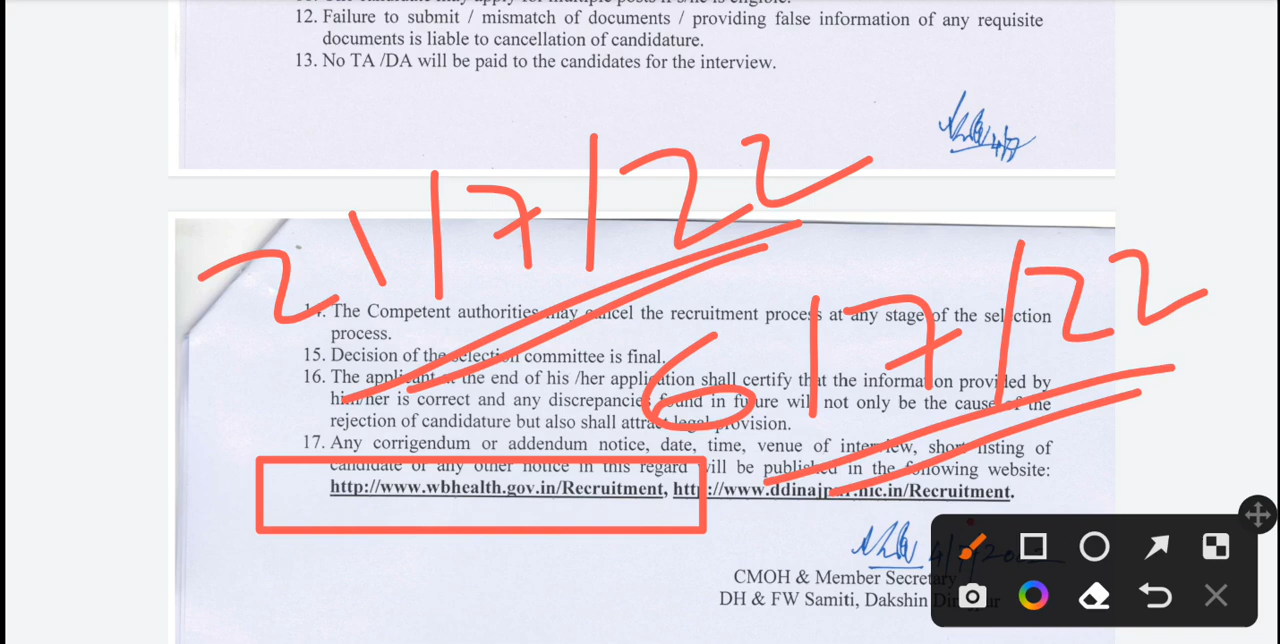 12. Failure to submit / mismatch of documents / providing false information of any requisite
documents is liable to cancellation of candidature.
13. No TA /DA will be paid to the candidates for the interview.
4/7
21/7/22
6/7/22
14. The Competent authorities may cancel the recruitment process at any stage of the selection
process.
15. Decision of the selection committee is final.
16. The applicant at the end of his /her application shall certify that the information provided by
him/her is correct and any discrepancies found in future will not only be the cause of the
rejection of candidature but also shall attract legal provision.
17. Any corrigendum or addendum notice, date, time, venue of interview, short listing of
candidate or any other notice in this regard will be published in the following website:
http://www.wbhealth.gov.in/Recruitment, http://www.ddinajpur.nic.in/Recruitment.
CMOH & Member Secretary
DH & FW Samiti, Dakshin